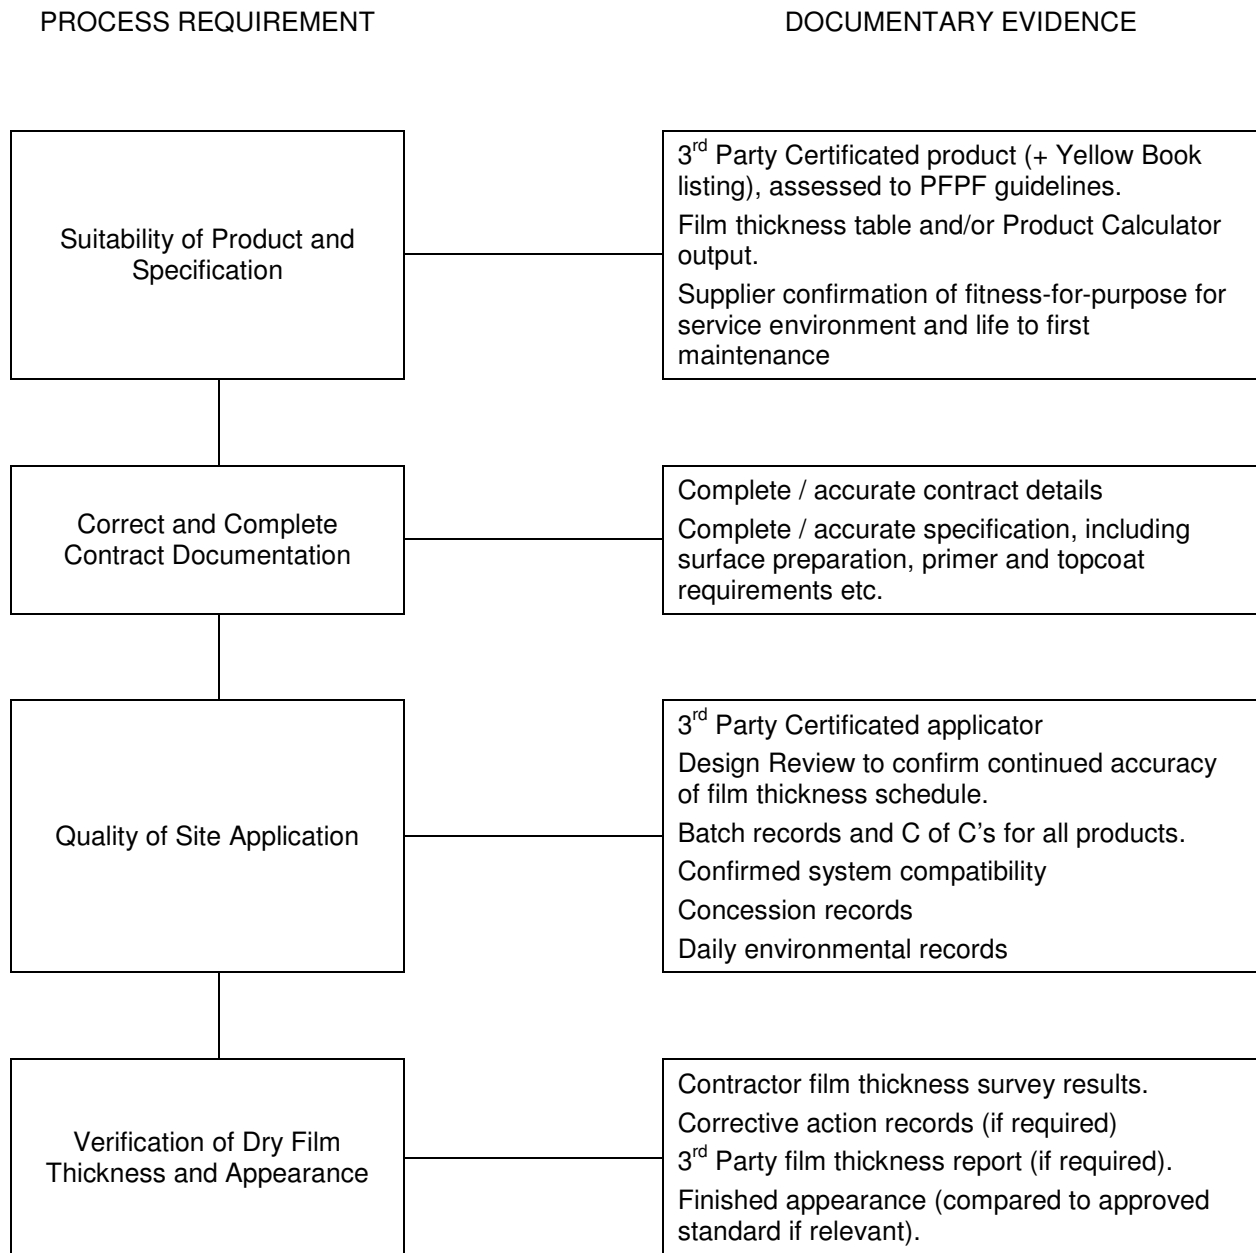 PROCESS REQUIREMENT
DOCUMENTARY EVIDENCE
Suitability of Product and
Specification
3rd Party Certificated product (+ Yellow Book
listing), assessed to PFPF guidelines.
Film thickness table and/or Product Calculator
output.
Supplier confirmation of fitness-for-purpose for
service environment and life to first
maintenance
Correct and Complete
Contract Documentation
Complete / accurate contract details
Complete / accurate specification, including
surface preparation, primer and topcoat
requirements etc.
Quality of Site Application
3rd Party Certificated applicator
Design Review to confirm continued accuracy
of film thickness schedule.
Batch records and C of C’s for all products.
Confirmed system compatibility
Concession records
Daily environmental records
Verification of Dry Film
Thickness and Appearance
Contractor film thickness survey results.
Corrective action records (if required)
3rd Party film thickness report (if required).
Finished appearance (compared to approved
standard if relevant).